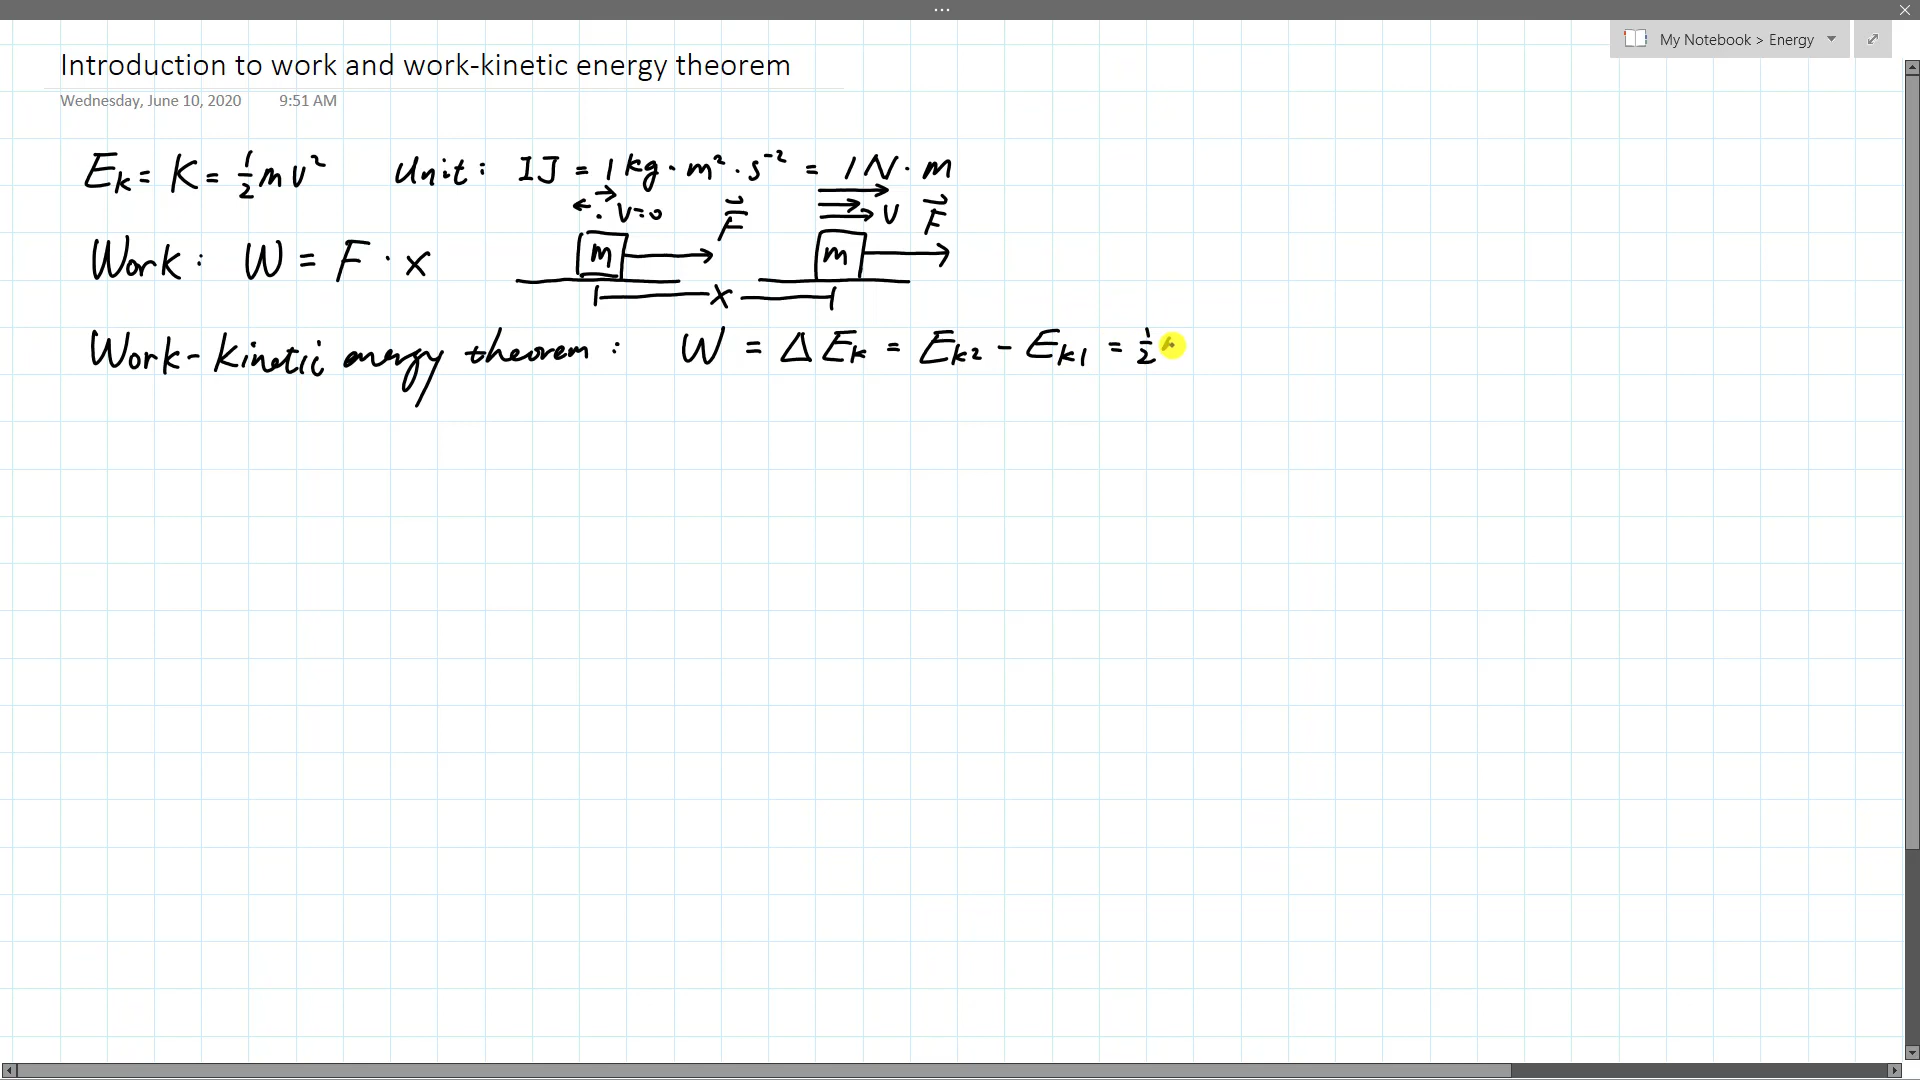 My Notebook > Energy
Introduction to work and work-kinetic energy theorem
Wednesday, June 10, 2020 9:51 AM
Eₖ = K = ½mv² Unit: 1J = 1kg·m²·s⁻² = 1N·m
V=0 F⃗ V F⃗
Work: W = F·x m m
x
Work-kinetic energy theorem: W = ΔEₖ = Eₖ₂ - Eₖ₁ = ½